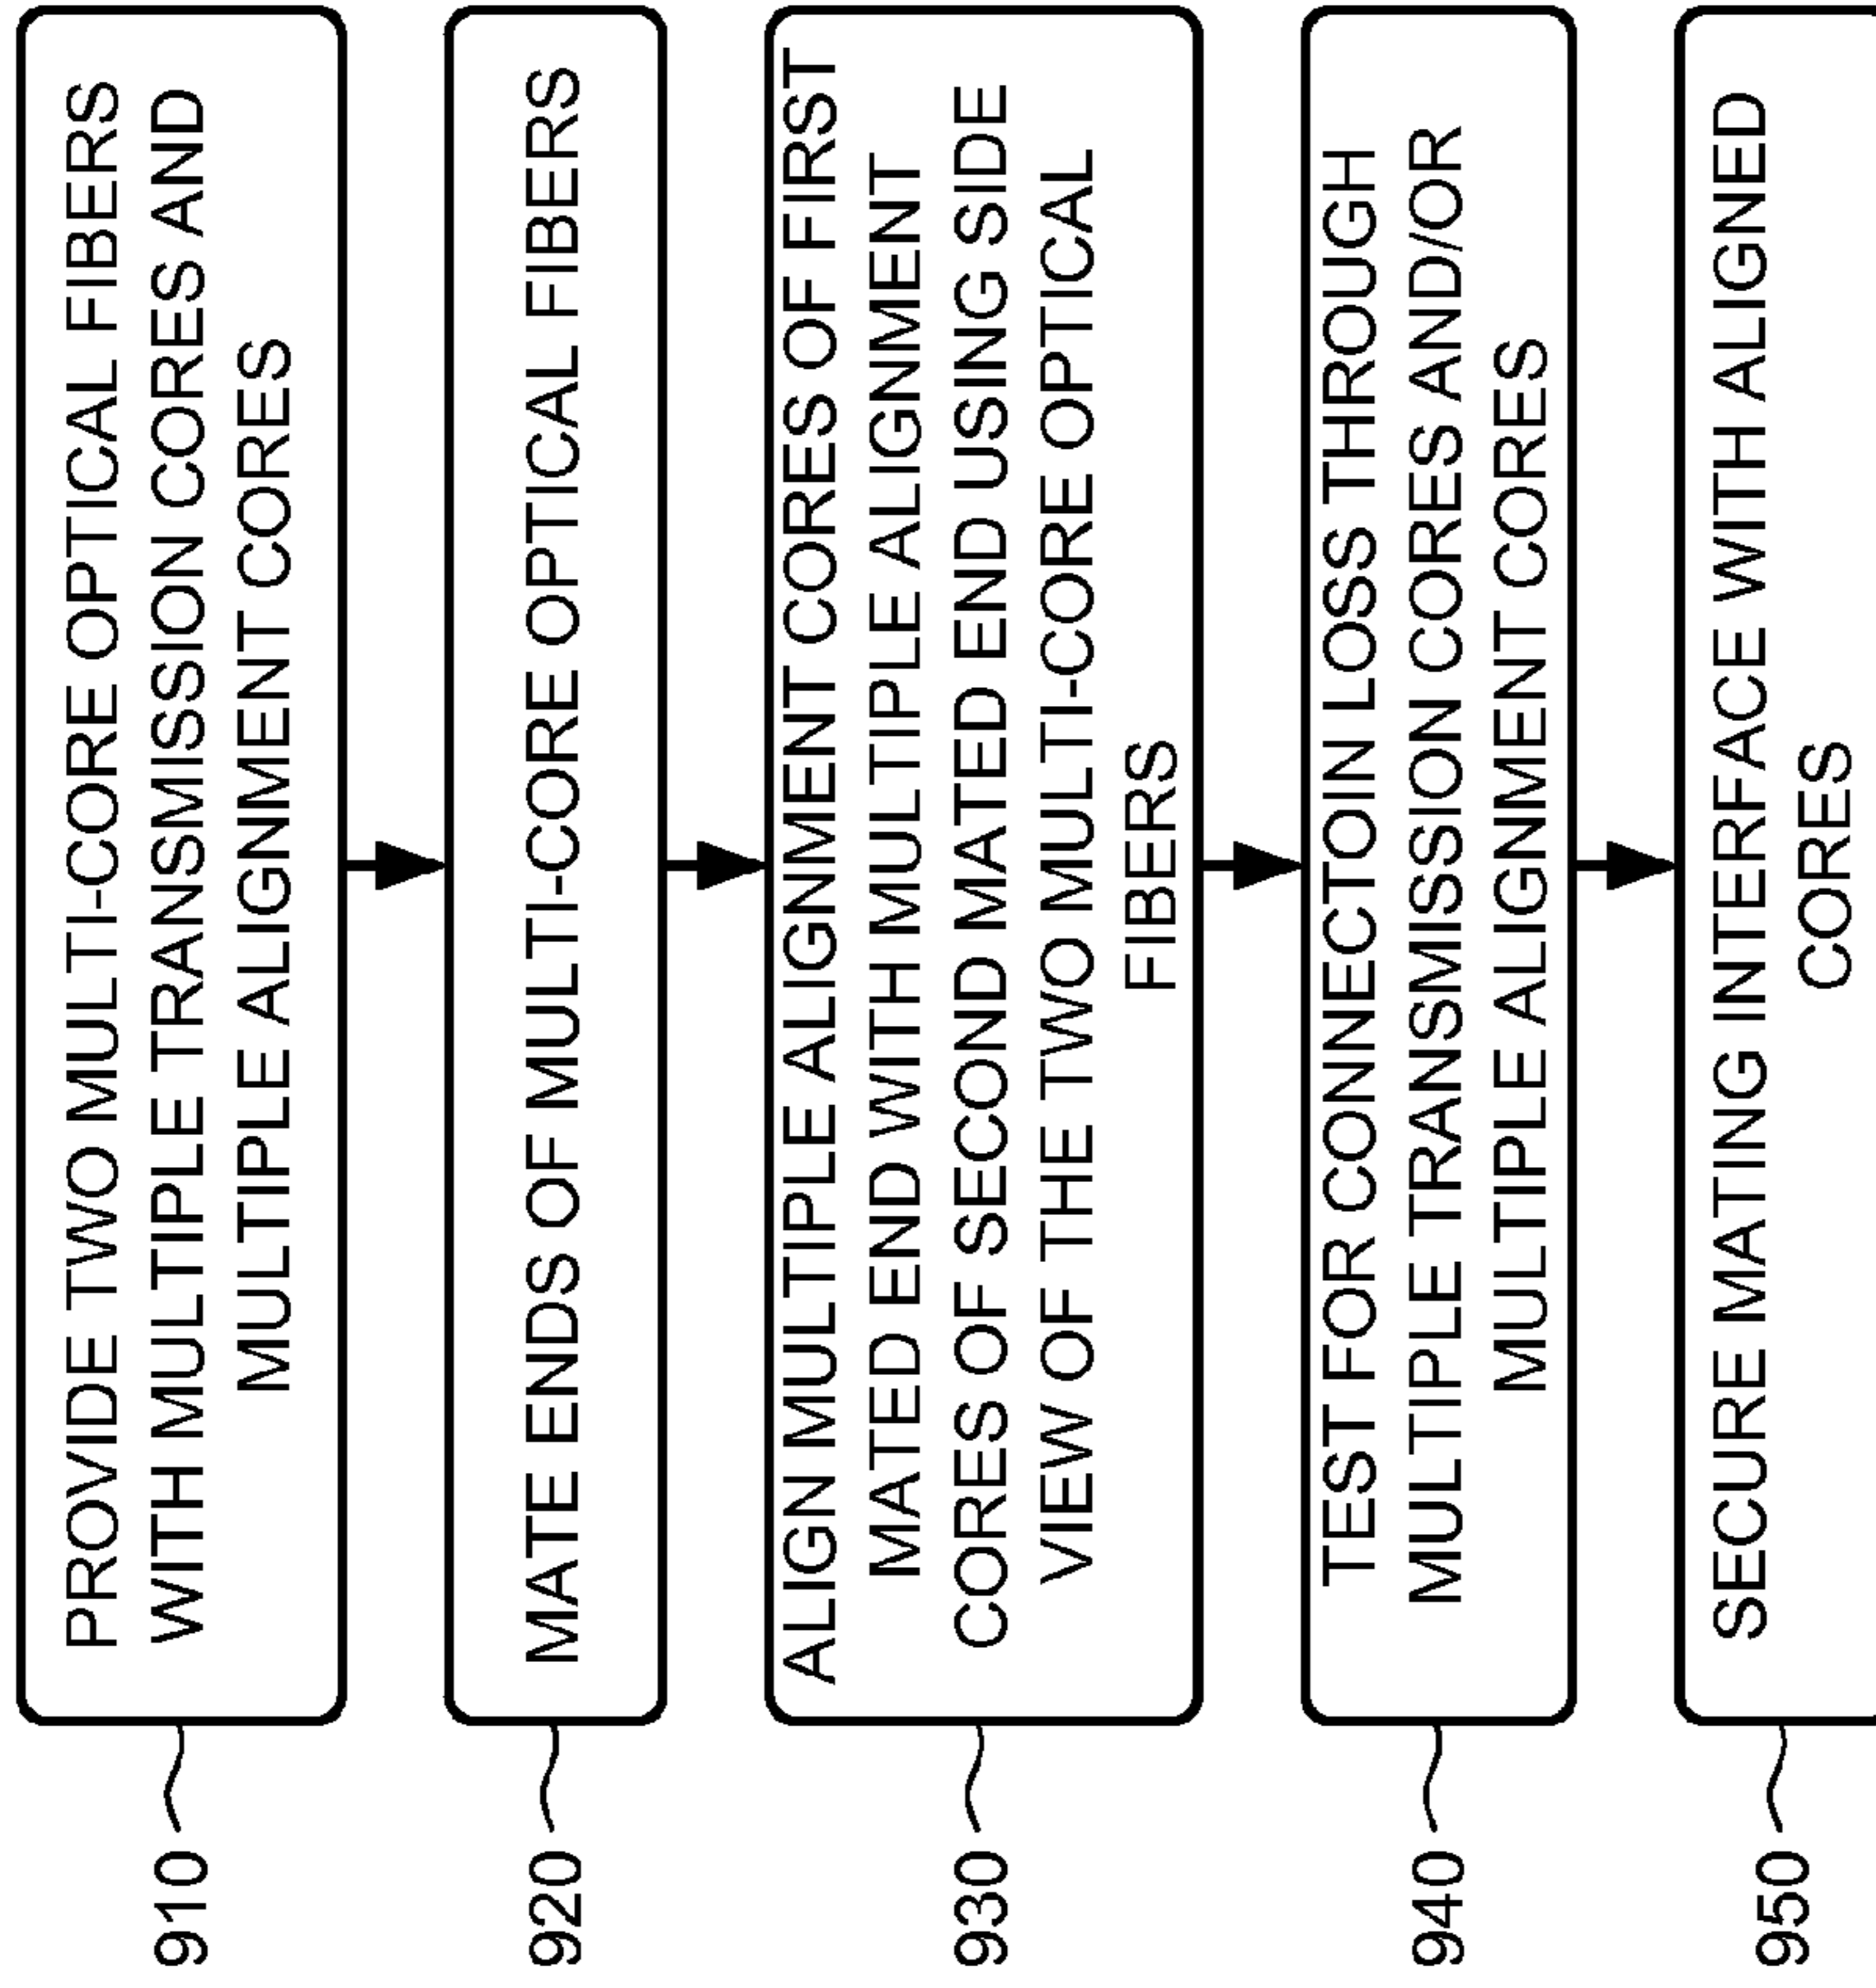 910
PROVIDE TWO MULTI-CORE OPTICAL FIBERS
WITH MULTIPLE TRANSMISSION CORES AND
MULTIPLE ALIGNMENT CORES
920
MATE ENDS OF MULTI-CORE OPTICAL FIBERS
930
ALIGN MULTIPLE ALIGNMENT CORES OF FIRST
MATED END WITH MULTIPLE ALIGNMENT
CORES OF SECOND MATED END USING SIDE
VIEW OF THE TWO MULTI-CORE OPTICAL
FIBERS
940
TEST FOR CONNECTOIN LOSS THROUGH
MULTIPLE TRANSMISSION CORES AND/OR
MULTIPLE ALIGNMENT CORES
950
SECURE MATING INTERFACE WITH ALIGNED
CORES